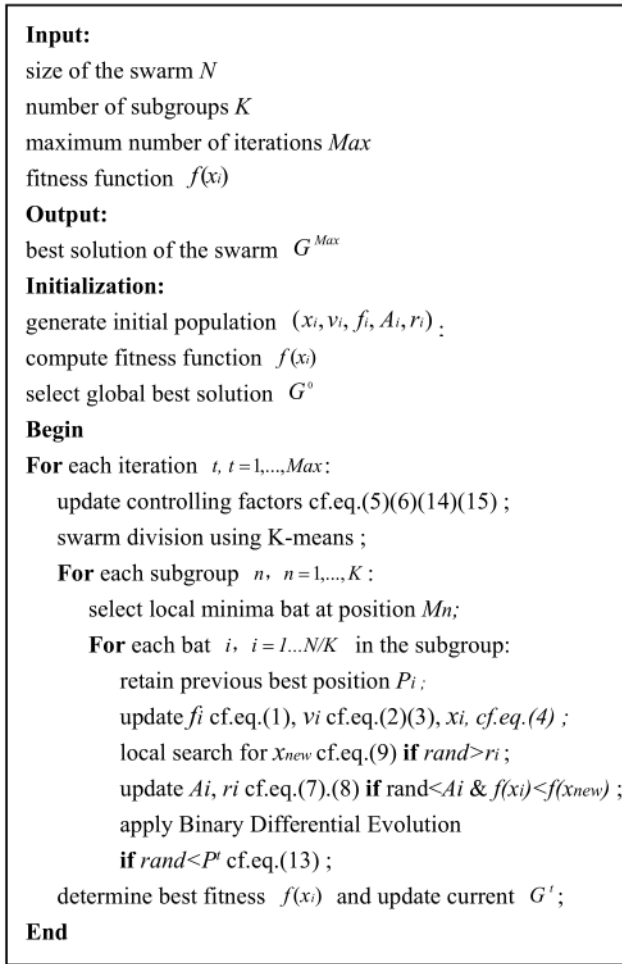 Input:
size of the swarm N
number of subgroups K
maximum number of iterations Max
fitness function f(xi)
Output:
best solution of the swarm G^Max
Initialization:
generate initial population (xi, vi, fi, Ai, ri) :
compute fitness function f(xi)
select global best solution G^0
Begin
For each iteration t, t = 1,...,Max:
update controlling factors cf.eq.(5)(6)(14)(15) ;
swarm division using K-means ;
For each subgroup n, n = 1,...,K :
select local minima bat at position Mn;
For each bat i, i = 1...N/K in the subgroup:
retain previous best position Pi ;
update fi cf.eq.(1), vi cf.eq.(2)(3), xi, cf.eq.(4) ;
local search for xnew cf.eq.(9) if rand>ri ;
update Ai, ri cf.eq.(7).(8) if rand<Ai & f(xi)<f(xnew) ;
apply Binary Differential Evolution
if rand<P^t cf.eq.(13) ;
determine best fitness f(xi) and update current G^t ;
End